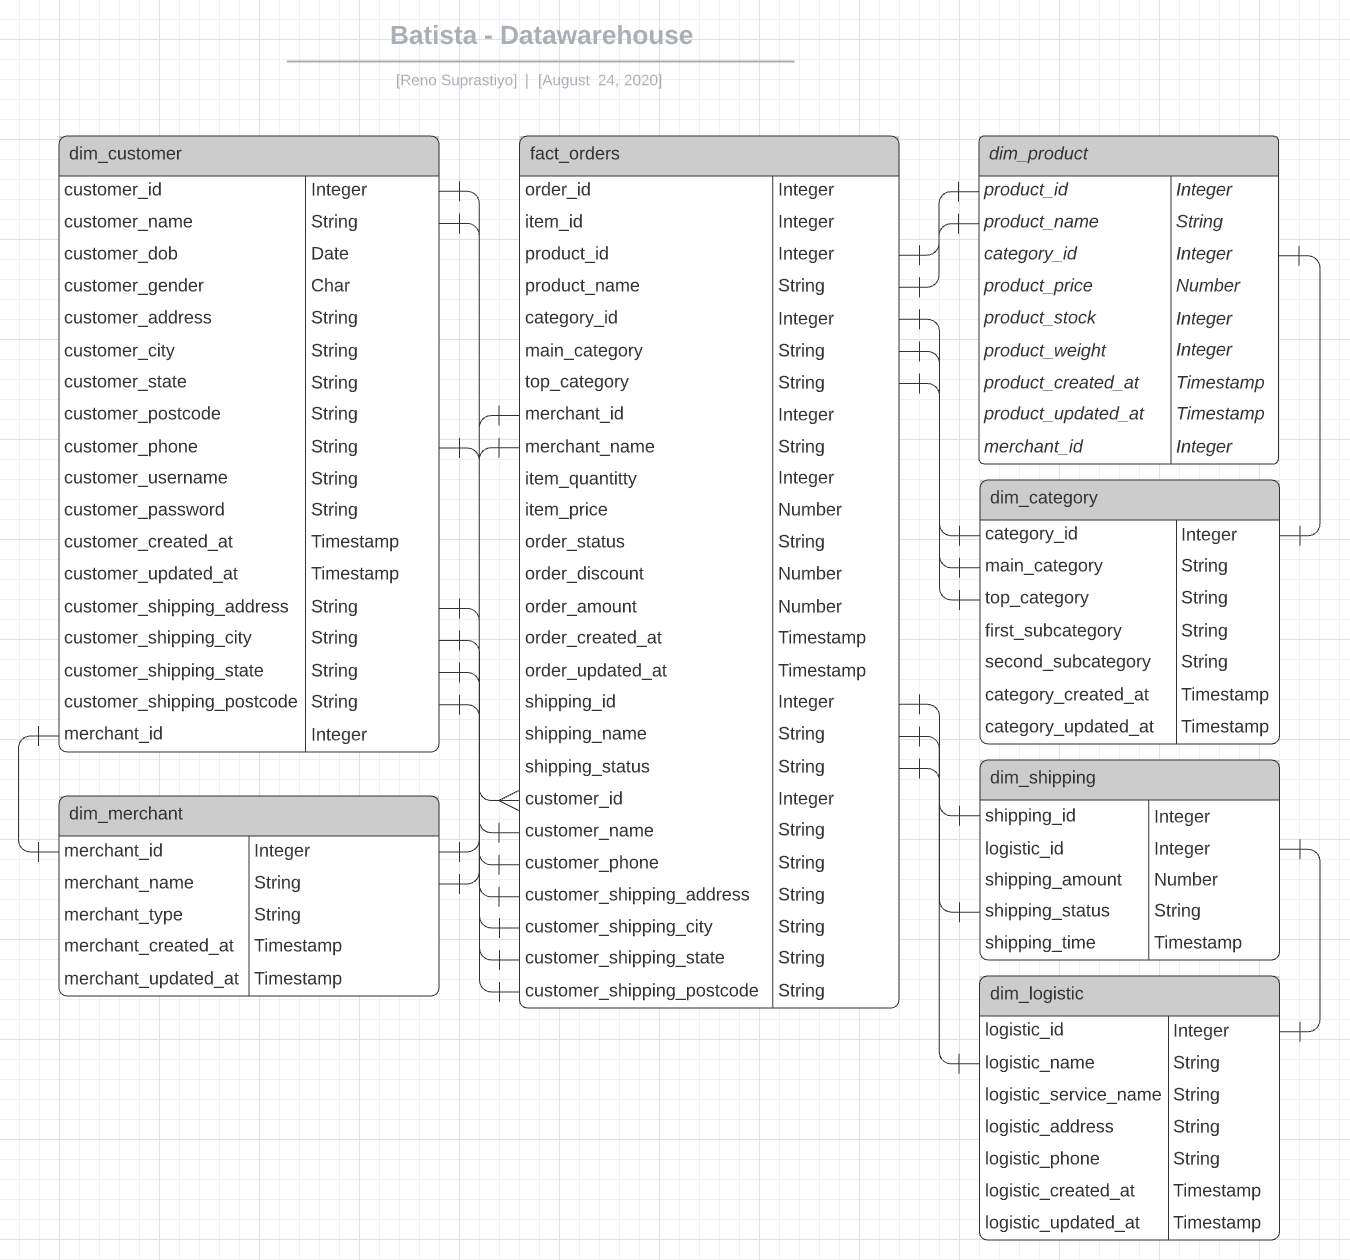 Batista - Datawarehouse
[Reno Suprastiyo] | [August 24, 2020]
dim_customer
customer_id Integer
customer_name String
customer_dob Date
customer_gender Char
customer_address String
customer_city String
customer_state String
customer_postcode String
customer_phone String
customer_username String
customer_password String
customer_created_at Timestamp
customer_updated_at Timestamp
customer_shipping_address String
customer_shipping_city String
customer_shipping_state String
customer_shipping_postcode String
merchant_id Integer
dim_merchant
merchant_id Integer
merchant_name String
merchant_type String
merchant_created_at Timestamp
merchant_updated_at Timestamp
fact_orders
order_id Integer
item_id Integer
product_id Integer
product_name String
category_id Integer
main_category String
top_category String
merchant_id Integer
merchant_name String
item_quantitty Integer
item_price Number
order_status String
order_discount Number
order_amount Number
order_created_at Timestamp
order_updated_at Timestamp
shipping_id Integer
shipping_name String
shipping_status String
customer_id Integer
customer_name String
customer_phone String
customer_shipping_address String
customer_shipping_city String
customer_shipping_state String
customer_shipping_postcode String
dim_product
product_id Integer
product_name String
category_id Integer
product_price Number
product_stock Integer
product_weight Integer
product_created_at Timestamp
product_updated_at Timestamp
merchant_id Integer
dim_category
category_id Integer
main_category String
top_category String
first_subcategory String
second_subcategory String
category_created_at Timestamp
category_updated_at Timestamp
dim_shipping
shipping_id Integer
logistic_id Integer
shipping_amount Number
shipping_status String
shipping_time Timestamp
dim_logistic
logistic_id Integer
logistic_name String
logistic_service_name String
logistic_address String
logistic_phone String
logistic_created_at Timestamp
logistic_updated_at Timestamp